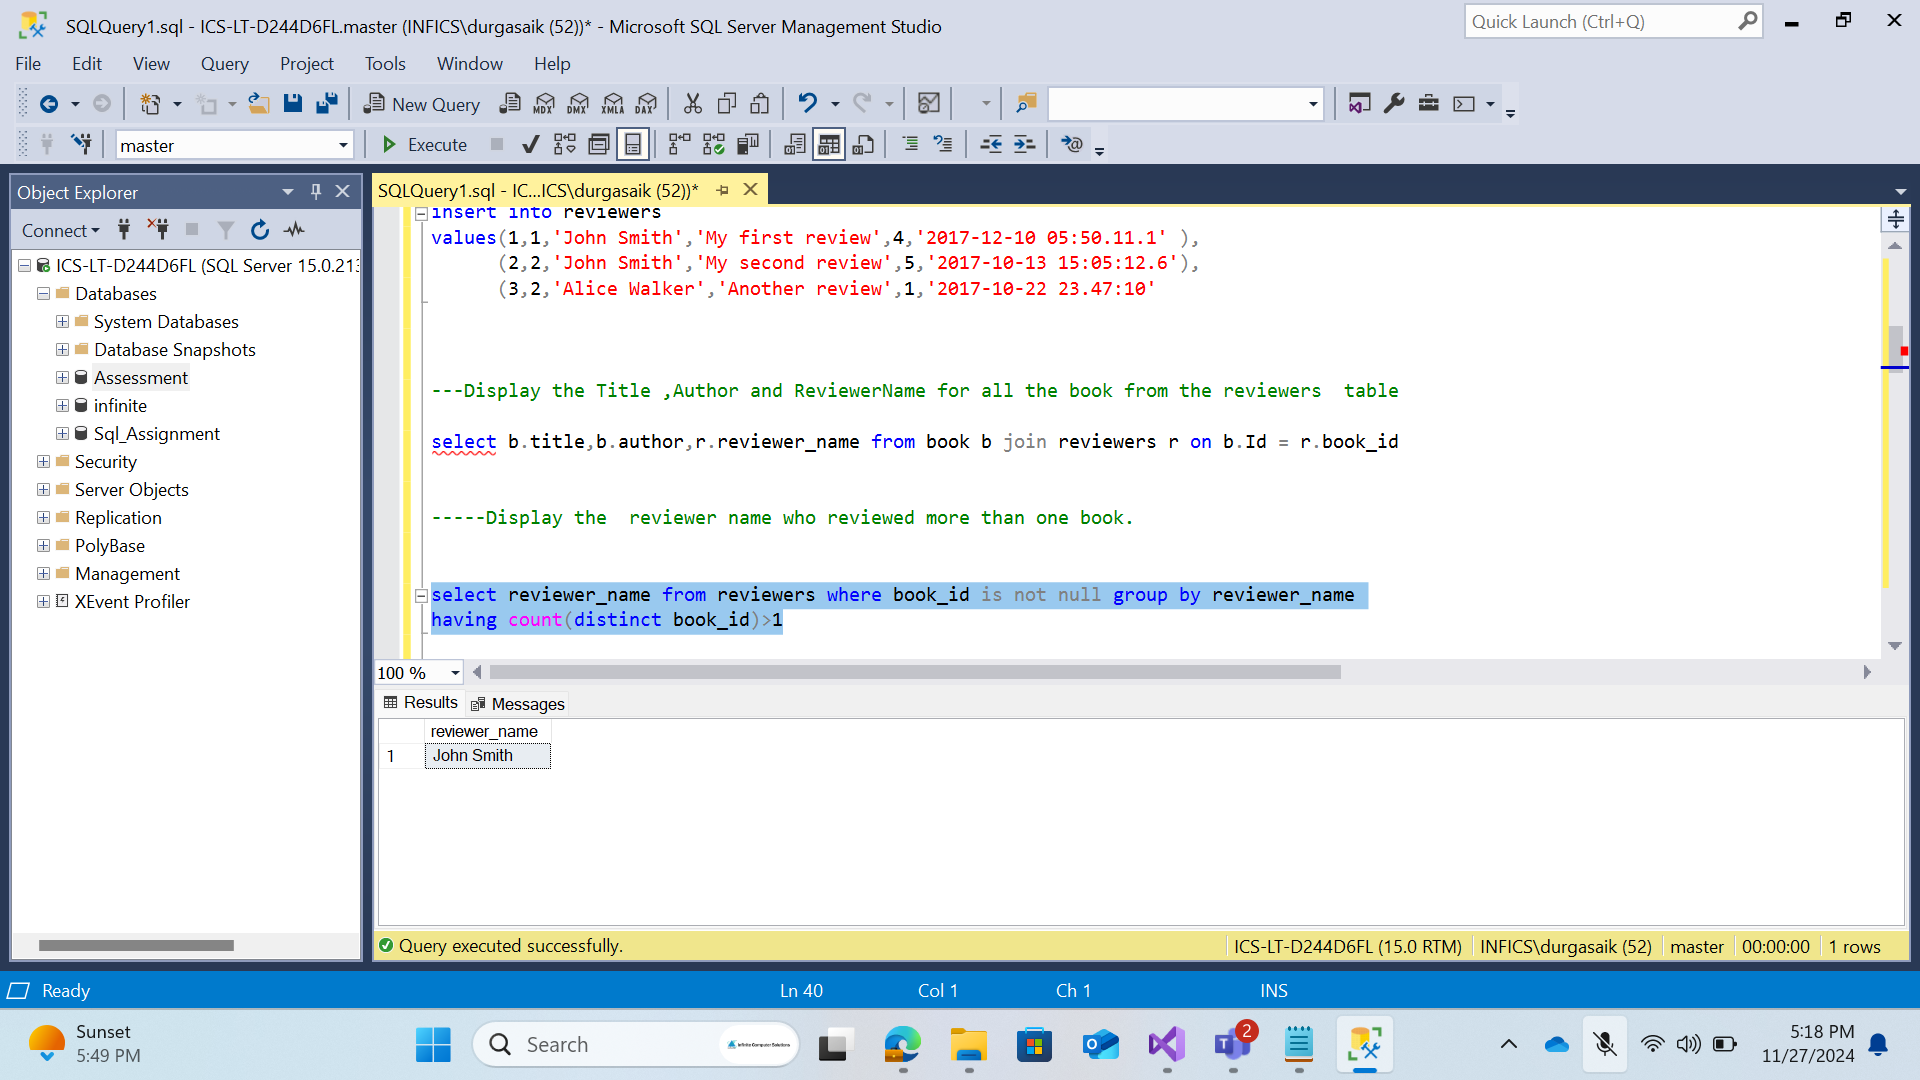 SQLQuery1.sql - ICS-LT-D244D6FL.master (INFICS\durgasaik (52))* - Microsoft SQL Server Management Studio
Quick Launch (Ctrl+Q)
File Edit View Query Project Tools Window Help
New Query MDX DMX XMLA DAX
master Execute
Object Explorer
SQLQuery1.sql - IC...ICS\durgasaik (52))*
Connect
ICS-LT-D244D6FL (SQL Server 15.0.213
Databases
System Databases
Database Snapshots
Assessment
infinite
Sql_Assignment
Security
Server Objects
Replication
PolyBase
Management
XEvent Profiler
insert into reviewers
values(1,1,'John Smith','My first review',4,'2017-12-10 05:50.11.1' ),
(2,2,'John Smith','My second review',5,'2017-10-13 15:05:12.6'),
(3,2,'Alice Walker','Another review',1,'2017-10-22 23.47:10'
---Display the Title ,Author and ReviewerName for all the book from the reviewers  table
select b.title,b.author,r.reviewer_name from book b join reviewers r on b.Id = r.book_id
-----Display the  reviewer name who reviewed more than one book.
select reviewer_name from reviewers where book_id is not null group by reviewer_name
having count(distinct book_id)>1
100 %
Results Messages
reviewer_name
1 John Smith
Query executed successfully.
ICS-LT-D244D6FL (15.0 RTM) INFICS\durgasaik (52) master 00:00:00 1 rows
Ready Ln 40 Col 1 Ch 1 INS
Sunset
5:49 PM
Search
Infinite Computer Solutions
2
5:18 PM
11/27/2024